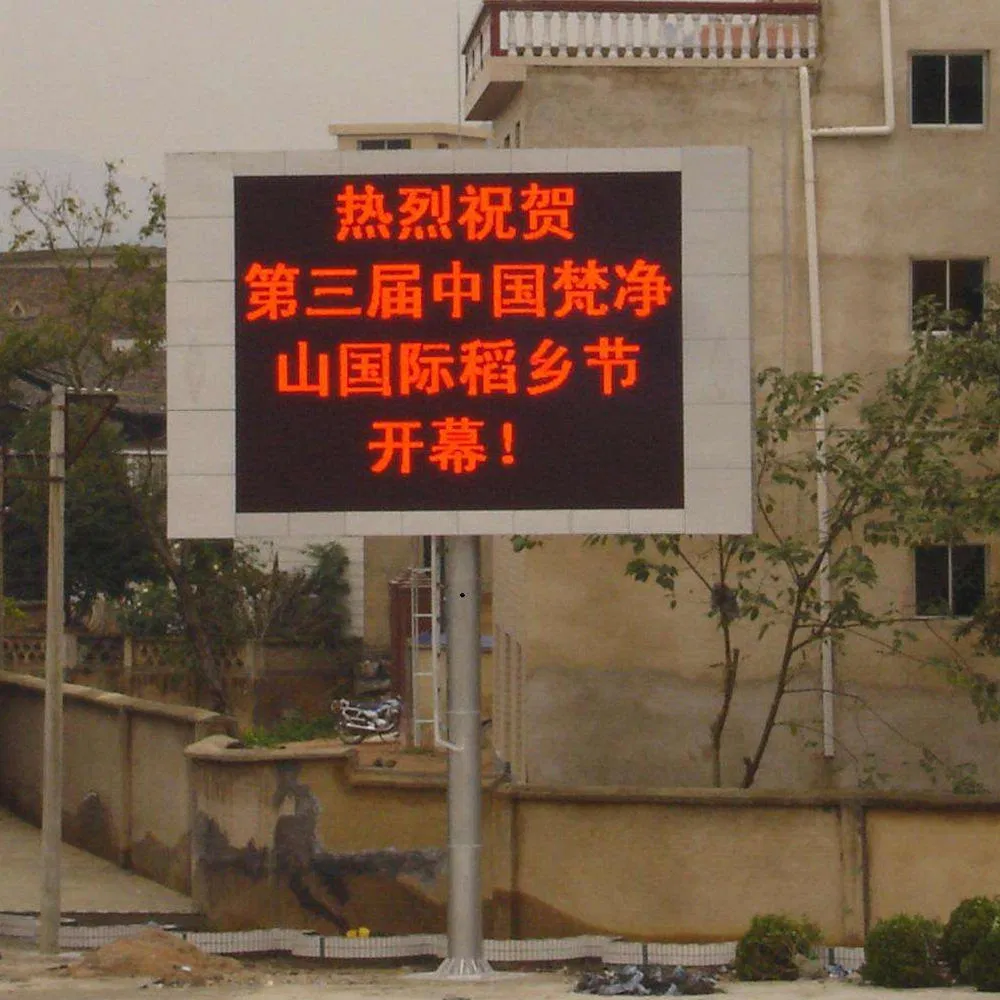 热烈祝贺
第三届中国梵净
山国际稻乡节
开幕！